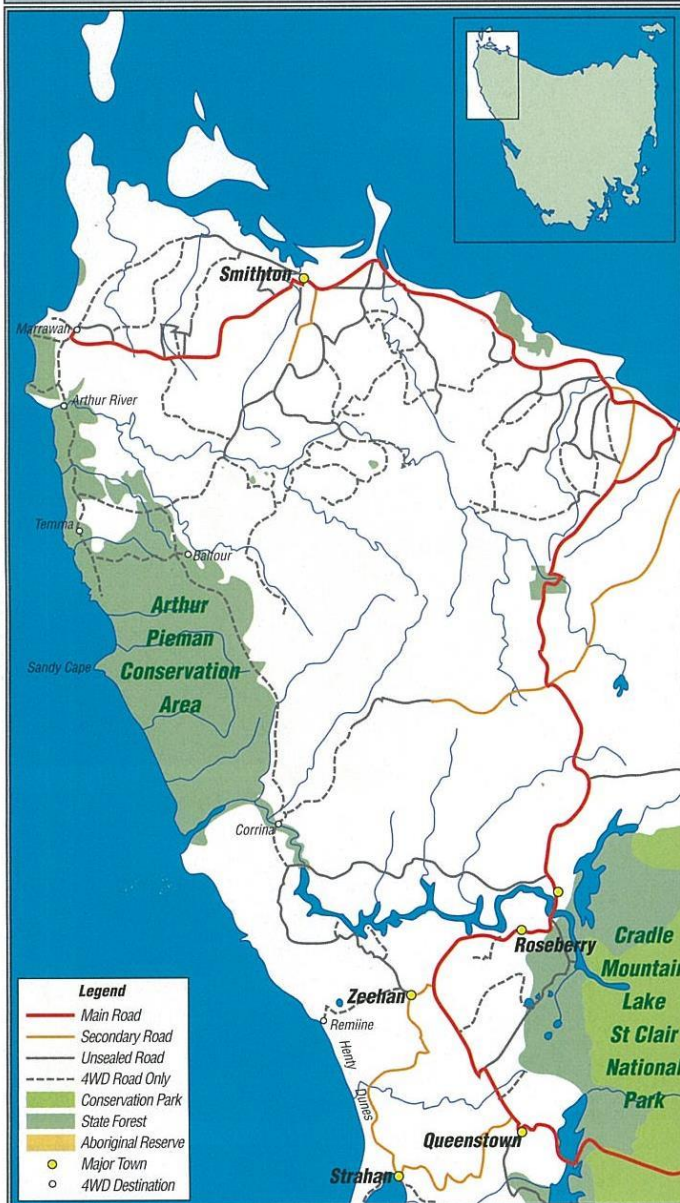 Smithton
Marrawah
Arthur River
Temma
Balfour
Arthur
Pieman
Conservation
Area
Sandy Cape
Corrina
Roseberry
Cradle
Mountain
Lake
St Clair
National
Park
Zeehan
Remiine
Henty
Dunes
Queenstown
Strahan
Legend
Main Road
Secondary Road
Unsealed Road
4WD Road Only
Conservation Park
State Forest
Aboriginal Reserve
Major Town
4WD Destination